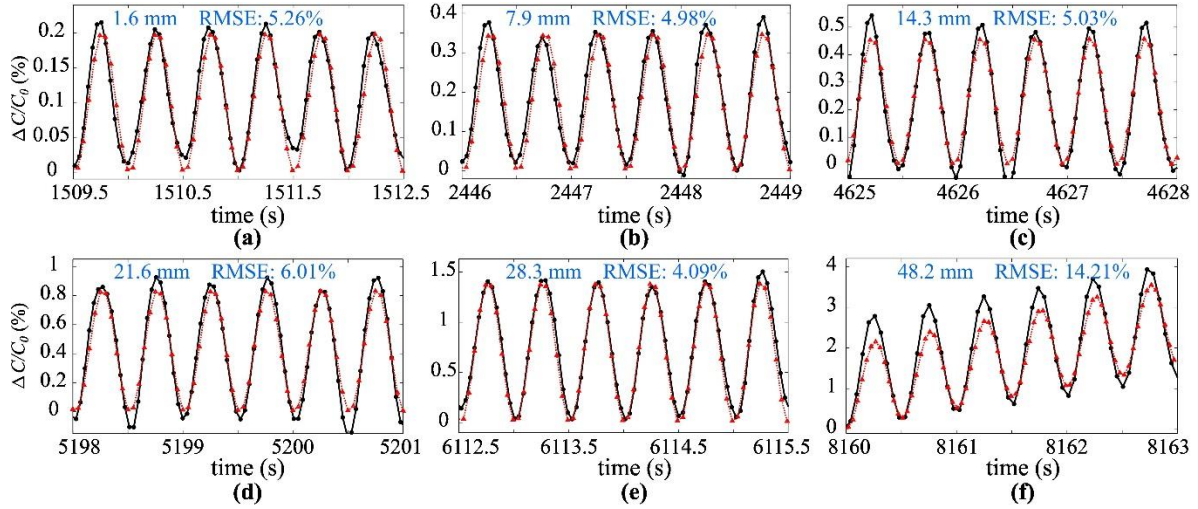 1.6 mm RMSE: 5.26%
ΔC/C0 (%)
0.2
0.15
0.1
0.05
0
1509.5 1510.5 1511.5 1512.5
time (s)
(a)
7.9 mm RMSE: 4.98%
0.4
0.3
0.2
0.1
0
2446 2447 2448 2449
time (s)
(b)
14.3 mm RMSE: 5.03%
0.5
0.4
0.3
0.2
0.1
0
4625 4626 4627 4628
time (s)
(c)
21.6 mm RMSE: 6.01%
ΔC/C0 (%)
1
0.8
0.6
0.4
0.2
0
5198 5199 5200 5201
time (s)
(d)
28.3 mm RMSE: 4.09%
1.5
1
0.5
0
6112.5 6113.5 6114.5 6115.5
time (s)
(e)
48.2 mm RMSE: 14.21%
4
3
2
1
0
8160 8161 8162 8163
time (s)
(f)